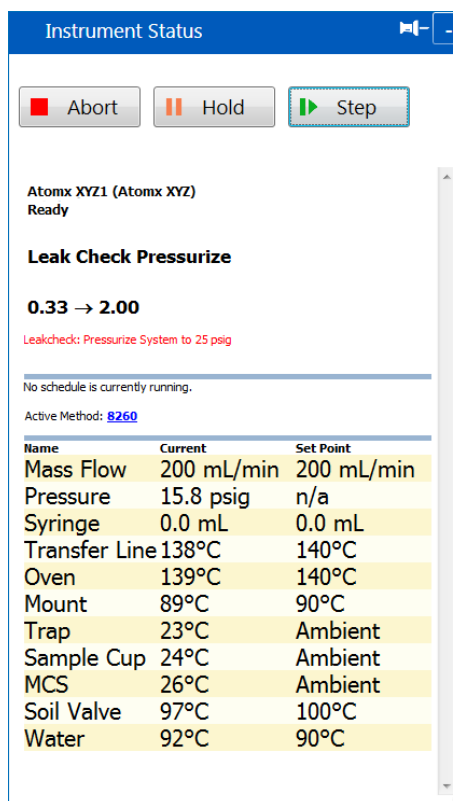 Instrument Status
Abort Hold Step
Atomx XYZ1 (Atomx XYZ)
Ready
Leak Check Pressurize
0.33 → 2.00
Leakcheck: Pressurize System to 25 psig
No schedule is currently running.
Active Method: 8260
Name Current Set Point
Mass Flow 200 mL/min 200 mL/min
Pressure 15.8 psig n/a
Syringe 0.0 mL 0.0 mL
Transfer Line 138°C 140°C
Oven 139°C 140°C
Mount 89°C 90°C
Trap 23°C Ambient
Sample Cup 24°C Ambient
MCS 26°C Ambient
Soil Valve 97°C 100°C
Water 92°C 90°C